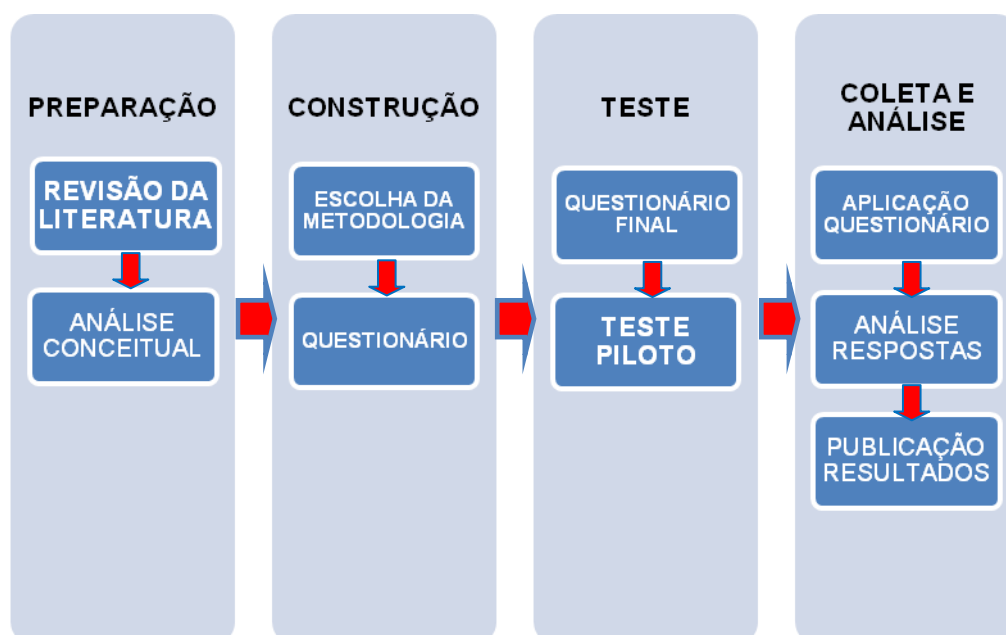 PREPARAÇÃO
REVISÃO DA
LITERATURA
ANÁLISE
CONCEITUAL
CONSTRUÇÃO
ESCOLHA DA
METODOLOGIA
QUESTIONÁRIO
TESTE
QUESTIONÁRIO
FINAL
TESTE
PILOTO
COLETA E
ANÁLISE
APLICAÇÃO
QUESTIONÁRIO
ANÁLISE
RESPOSTAS
PUBLICAÇÃO
RESULTADOS